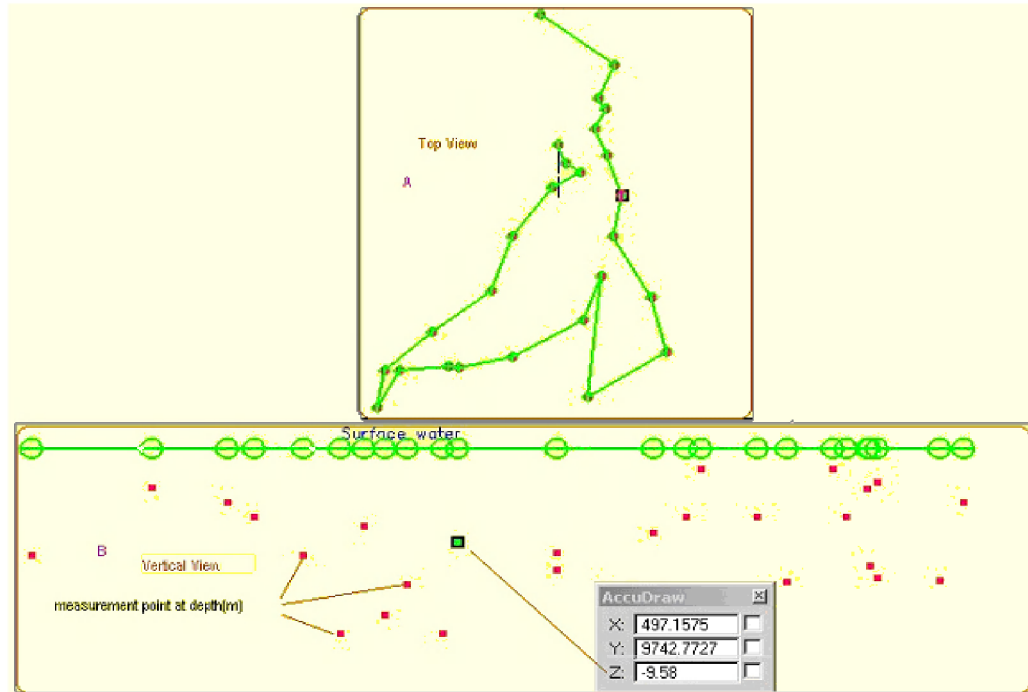 Top View
A
Surface water
B
Vertical View
measurement point at depth(m)
AccuDraw
X: 497.1575
Y: 9742.7727
Z: -9.58